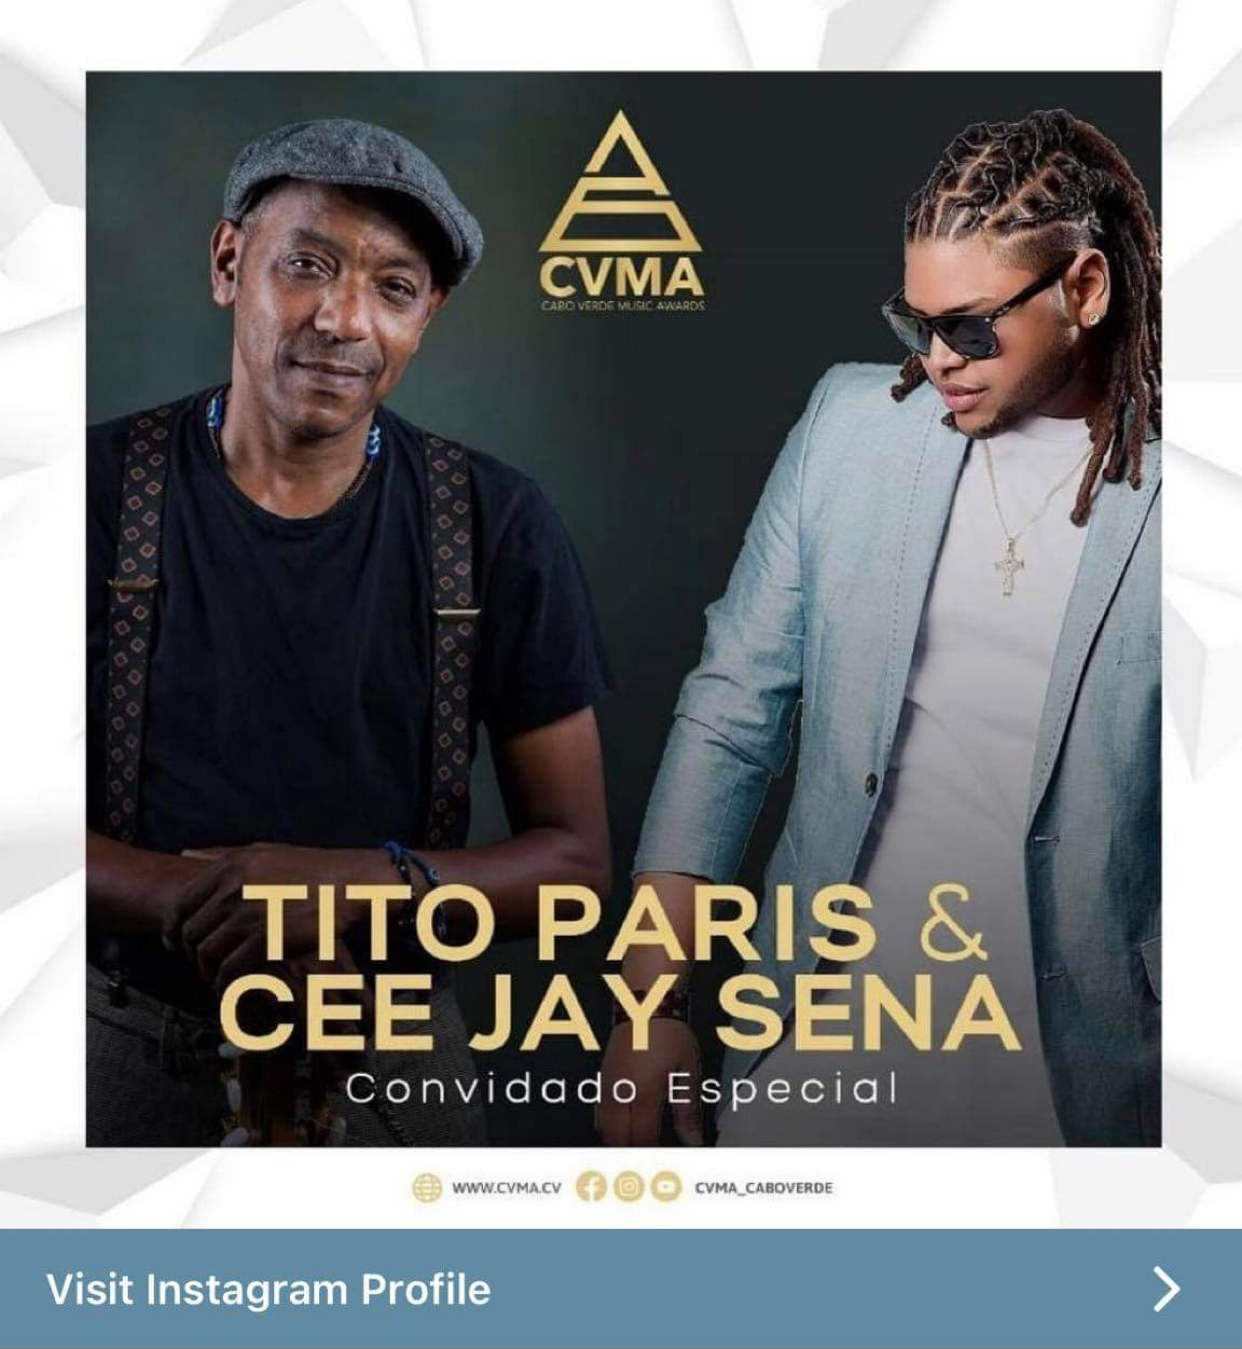 CVMA
CABO VERDE MUSIC AWARDS
TITO PARIS &
CEE JAY SENA
Convidado Especial
WWW.CVMA.CV CVMA_CABOVERDE
Visit Instagram Profile